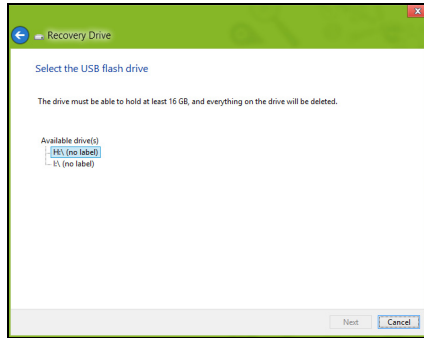 Recovery Drive
Select the USB flash drive
The drive must be able to hold at least 16 GB, and everything on the drive will be deleted.
Available drive(s)
H:\ (no label)
I:\ (no label)
Next Cancel